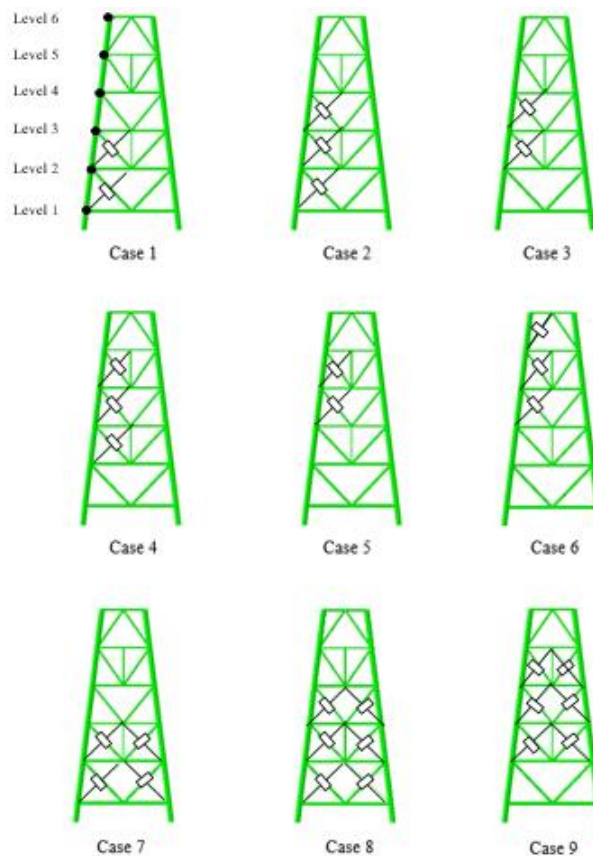 Level 6
Level 5
Level 4
Level 3
Level 2
Level 1
Case 1
Case 2
Case 3
Case 4
Case 5
Case 6
Case 7
Case 8
Case 9